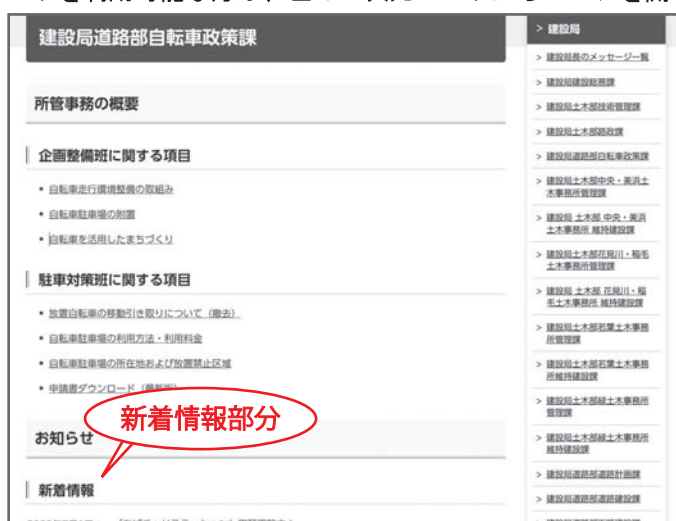 建設局道路部自転車政策課
所管事務の概要
企画整備班に関する項目
• 自転車走行環境整備の取組み
• 自転車駐車場の附置
• 自転車を活用したまちづくり
駐車対策班に関する項目
• 放置自転車の移動引き取りについて（撤去）
• 自転車駐車場の利用方法・利用料金
• 自転車駐車場の所在地および放置禁止区域
• 申請書ダウンロード（最新版）
新着情報部分
お知らせ
新着情報
> 建設局
> 建設局長のメッセージ一覧
> 建設局建設総務課
> 建設局土木部技術管理課
> 建設局土木部路政課
> 建設局道路部自転車政策課
> 建設局土木部中央・美浜土
木事務所管理課
> 建設局 土木部 中央・美浜
土木事務所 維持建設課
> 建設局土木部花見川・稲毛
土木事務所管理課
> 建設局 土木部 花見川・稲
毛土木事務所 維持建設課
> 建設局土木部若葉土木事務
所管理課
> 建設局土木部若葉土木事務
所維持建設課
> 建設局土木部緑土木事務所
管理課
> 建設局土木部緑土木事務所
維持建設課
> 建設局道路部道路計画課
> 建設局道路部道路建設課